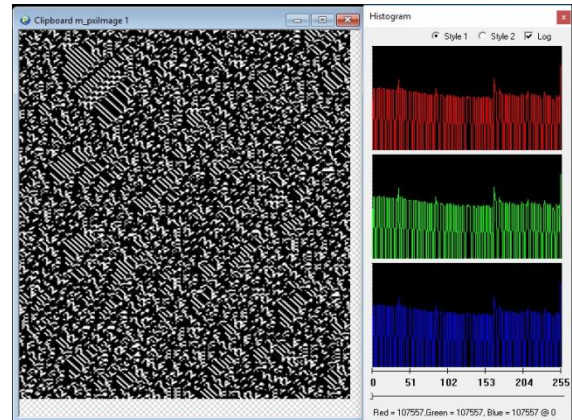 Clipboard m_pxiImage 1
Histogram
Style 1 Style 2 Log
0 51 102 153 204 255
Red = 107557,Green = 107557, Blue = 107557 @ 0